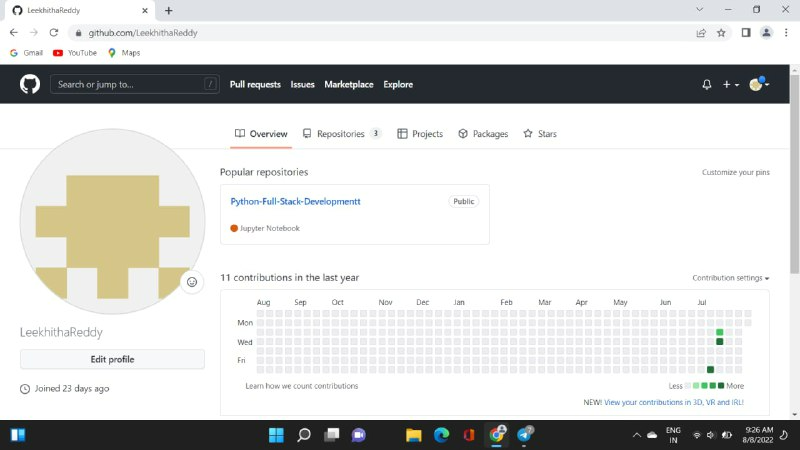 LeekhithaReddy
github.com/LeekhithaReddy
Gmail YouTube Maps
Search or jump to... /
Pull requests Issues Marketplace Explore
Overview Repositories 3 Projects Packages Stars
Popular repositories Customize your pins
Python-Full-Stack-Developmentt Public
Jupyter Notebook
11 contributions in the last year Contribution settings
Aug Sep Oct Nov Dec Jan Feb Mar Apr May Jun Jul
Mon
Wed
Fri
Learn how we count contributions Less More
NEW! View your contributions in 3D, VR and IRL!
LeekhithaReddy
Edit profile
Joined 23 days ago
ENG
IN
9:26 AM
8/8/2022